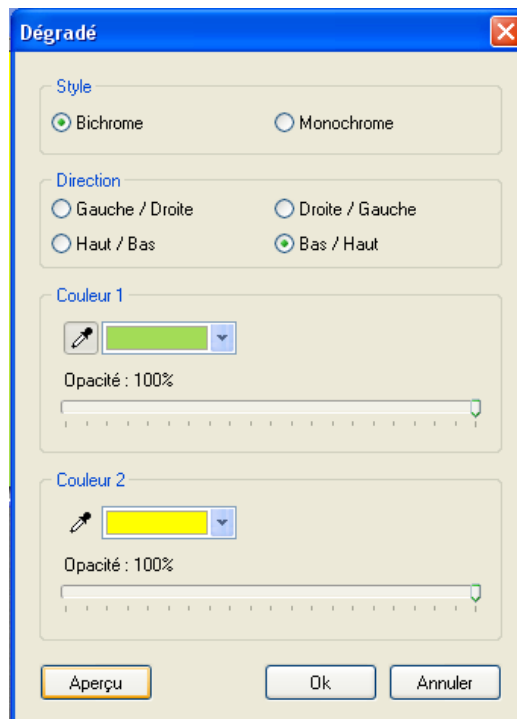 Dégradé
Style
Bichrome Monochrome
Direction
Gauche / Droite Droite / Gauche
Haut / Bas Bas / Haut
Couleur 1
Opacité : 100%
Couleur 2
Opacité : 100%
Aperçu Ok Annuler